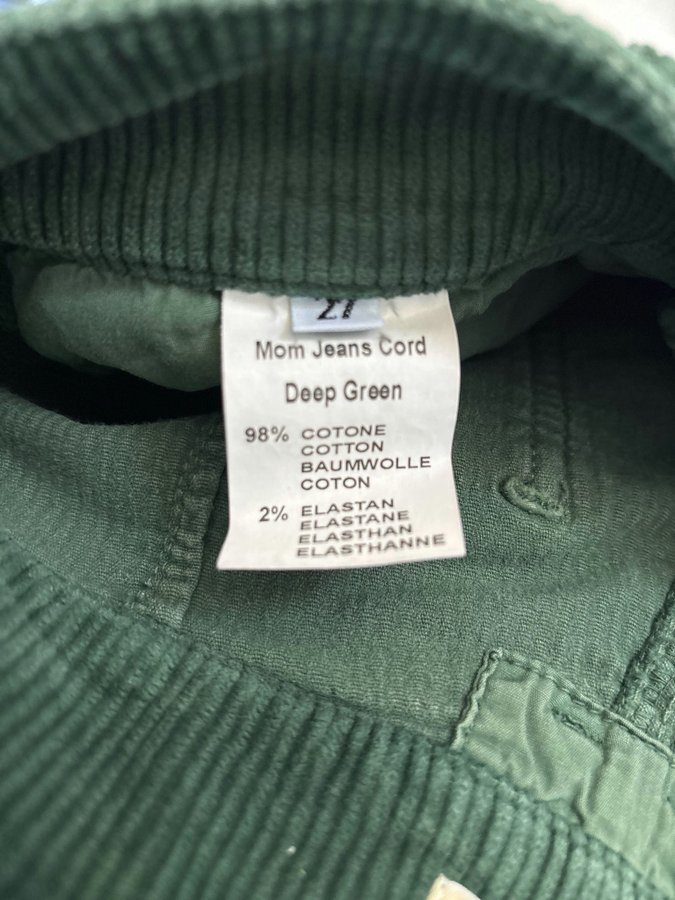 27
Mom Jeans Cord
Deep Green
98% COTONE
COTTON
BAUMWOLLE
COTON
2% ELASTAN
ELASTANE
ELASTHAN
ELASTHANNE